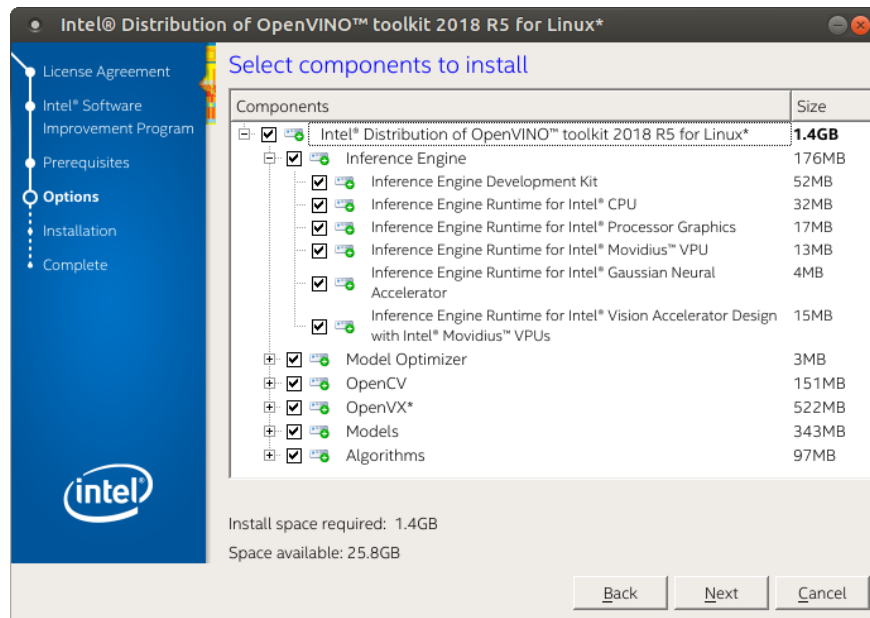 Intel® Distribution of OpenVINO™ toolkit 2018 R5 for Linux*
License Agreement
Intel® Software
Improvement Program
Prerequisites
Options
Installation
Complete
intel®
Select components to install
Components Size
Intel® Distribution of OpenVINO™ toolkit 2018 R5 for Linux* 1.4GB
Inference Engine 176MB
Inference Engine Development Kit 52MB
Inference Engine Runtime for Intel® CPU 32MB
Inference Engine Runtime for Intel® Processor Graphics 17MB
Inference Engine Runtime for Intel® Movidius™ VPU 13MB
Inference Engine Runtime for Intel® Gaussian Neural 4MB
Accelerator
Inference Engine Runtime for Intel® Vision Accelerator Design 15MB
with Intel® Movidius™ VPUs
Model Optimizer 3MB
OpenCV 151MB
OpenVX* 522MB
Models 343MB
Algorithms 97MB
Install space required: 1.4GB
Space available: 25.8GB
Back Next Cancel